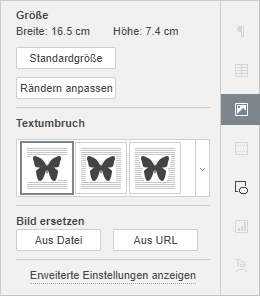 Größe
Breite: 16.5 cm Höhe: 7.4 cm
Standardgröße
Rändern anpassen
Textumbruch
Bild ersetzen
Aus Datei Aus URL
Erweiterte Einstellungen anzeigen